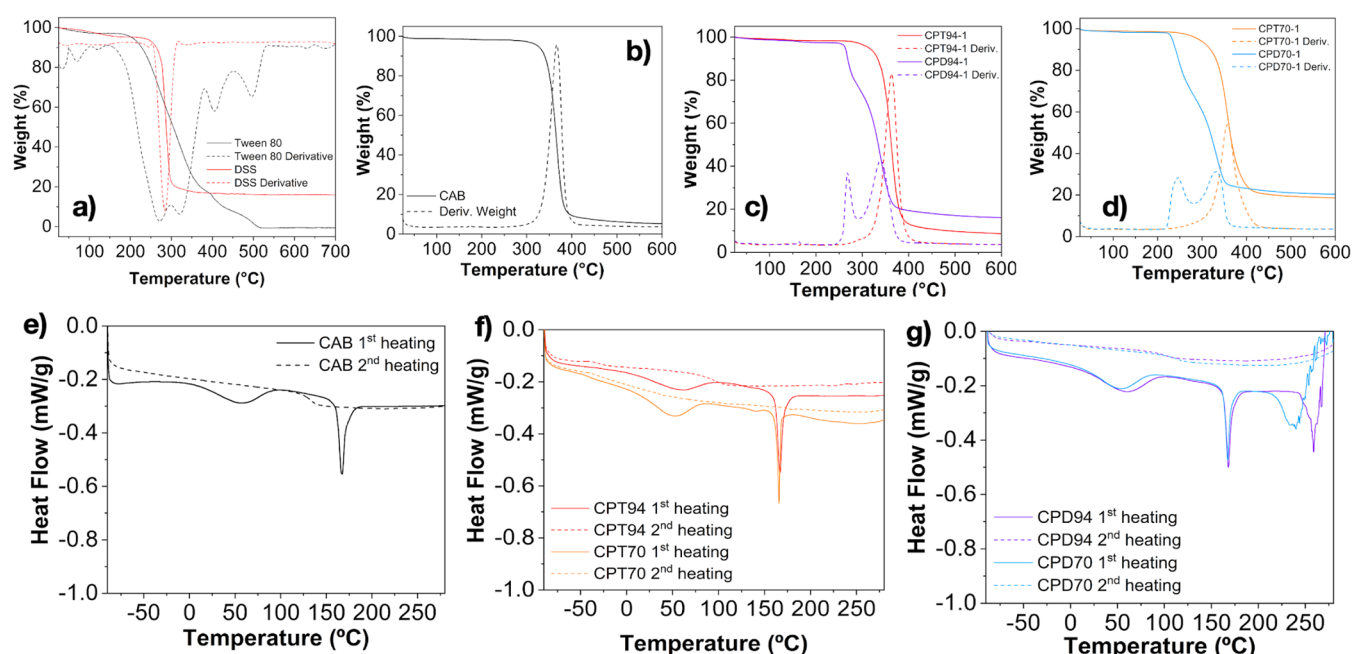 a)
100
80
60
40
20
0
Weight (%)
Tween 80
Tween 80 Derivative
DSS
DSS Derivative
100 200 300 400 500 600 700
Temperature (°C)
b)
100
80
60
40
20
0
Weight (%)
CAB
Deriv. Weight
100 200 300 400 500 600
Temperature (°C)
c)
100
80
60
40
20
0
Weight (%)
CPT94-1
CPT94-1 Deriv.
CPD94-1
CPD94-1 Deriv.
100 200 300 400 500 600
Temperature (°C)
d)
100
80
60
40
20
0
Weight (%)
CPT70-1
CPT70-1 Deriv.
CPD70-1
CPD70-1 Deriv.
100 200 300 400 500 600
Temperature (°C)
e)
0.0
-0.2
-0.4
-0.6
-0.8
-1.0
Heat Flow (mW/g)
CAB 1st heating
CAB 2nd heating
-50 0 50 100 150 200 250
Temperature (ºC)
f)
0.0
-0.2
-0.4
-0.6
-0.8
-1.0
Heat Flow (mW/g)
CPT94 1st heating
CPT94 2nd heating
CPT70 1st heating
CPT70 2nd heating
-50 0 50 100 150 200 250
Temperature (ºC)
g)
0.0
-0.2
-0.4
-0.6
-0.8
-1.0
Heat Flow (mW/g)
CPD94 1st heating
CPD94 2nd heating
CPD70 1st heating
CPD70 2nd heating
-50 0 50 100 150 200 250
Temperature (ºC)